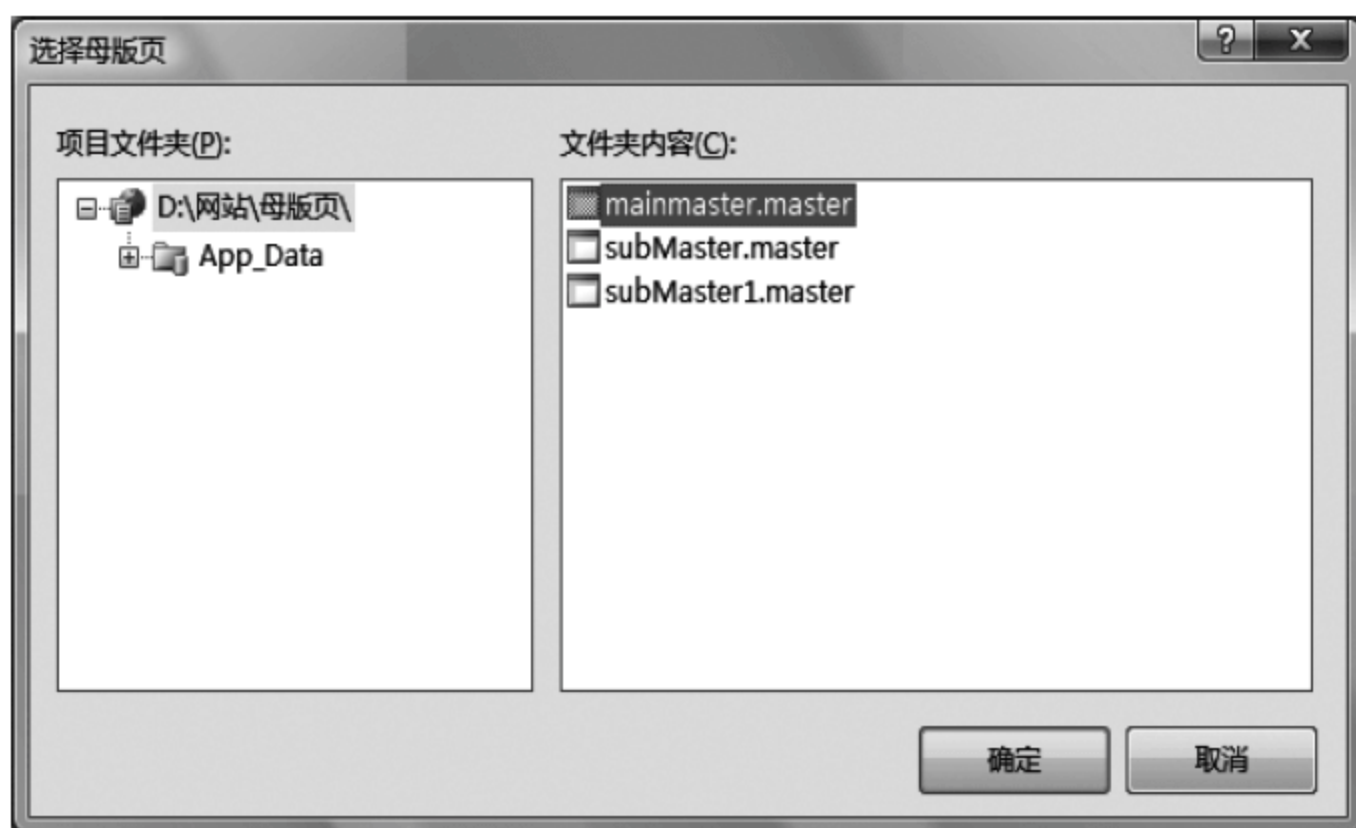 选择母版页
项目文件夹(P):
D:\网站\母版页\
App_Data
文件夹内容(C):
mainmaster.master
subMaster.master
subMaster1.master
确定
取消